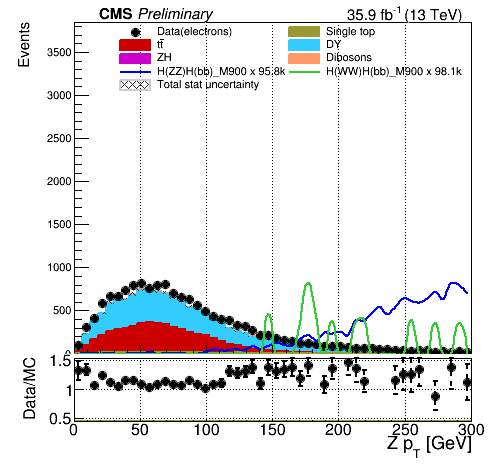 CMS Preliminary 35.9 fb⁻¹ (13 TeV)
Data(electrons) Single top
tt̄ DY
ZH Dibosons
H(ZZ)H(bb)_M900 x 95.8k H(WW)H(bb)_M900 x 98.1k
Total stat uncertainty
Events
3500
3000
2500
2000
1500
1000
500
0
Data/MC
1.5
1
0.5
0 50 100 150 200 250 300
Z p_T [GeV]